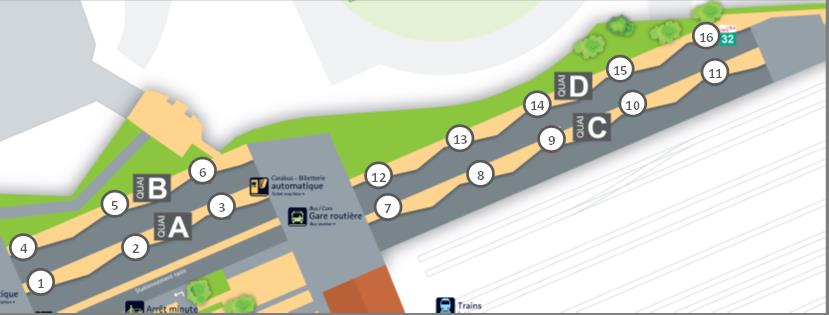 16
32
15
11
QUAI D
14
10
QUAI C
13
9
6
Carabus - Billetterie
automatique
12
8
QUAI B
5
3
7
Bus / Cars
Gare routière
QUAI A
4
2
1
Stationnement taxis
tique
Arrêt minute
Trains